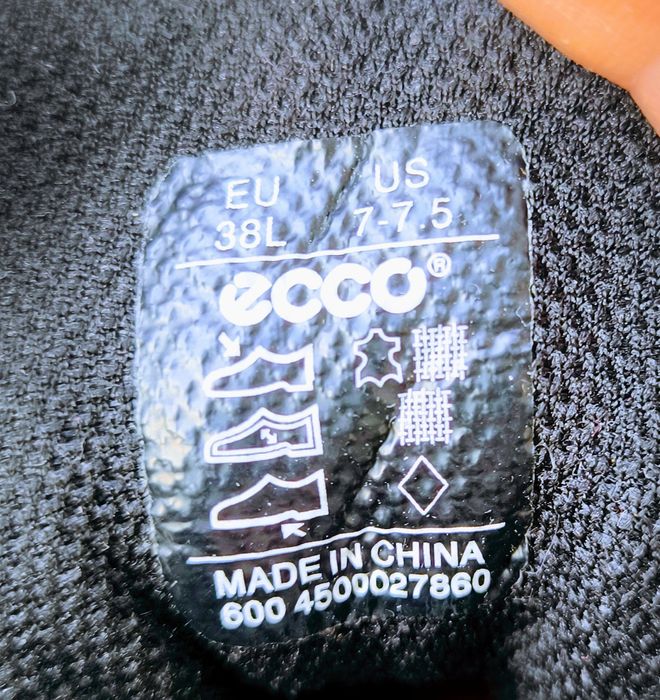 EU US
38L 7-7.5
ecco®
MADE IN CHINA
600 4500027860